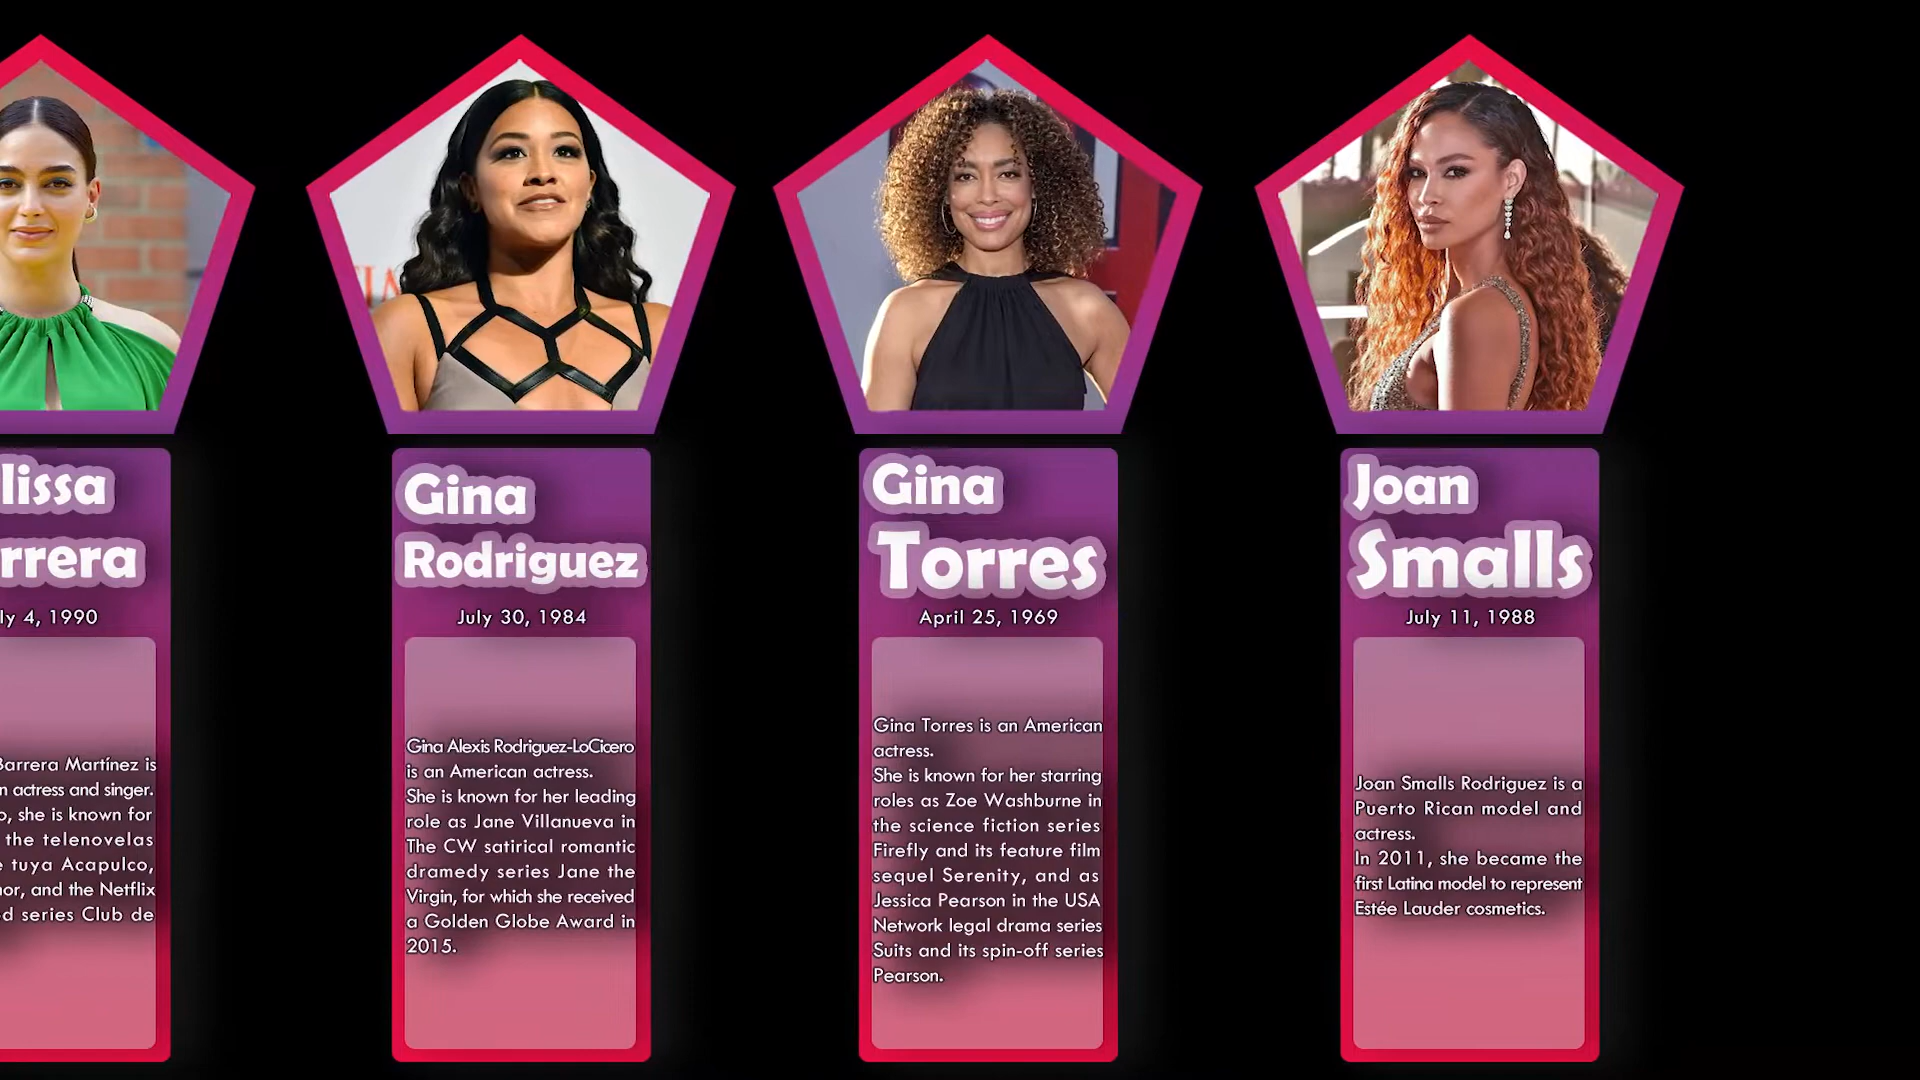 lissa
rrera
ly 4, 1990
Barrera Martínez is
n actress and singer.
o, she is known for
the telenovelas
e tuya Acapulco,
nor, and the Netflix
d series Club de
Gina
Rodriguez
July 30, 1984
Gina Alexis Rodriguez-LoCicero
is an American actress.
She is known for her leading
role as Jane Villanueva in
The CW satirical romantic
dramedy series Jane the
Virgin, for which she received
a Golden Globe Award in
2015.
Gina
Torres
April 25, 1969
Gina Torres is an American
actress.
She is known for her starring
roles as Zoe Washburne in
the science fiction series
Firefly and its feature film
sequel Serenity, and as
Jessica Pearson in the USA
Network legal drama series
Suits and its spin-off series
Pearson.
Joan
Smalls
July 11, 1988
Joan Smalls Rodriguez is a
Puerto Rican model and
actress.
In 2011, she became the
first Latina model to represent
Estée Lauder cosmetics.